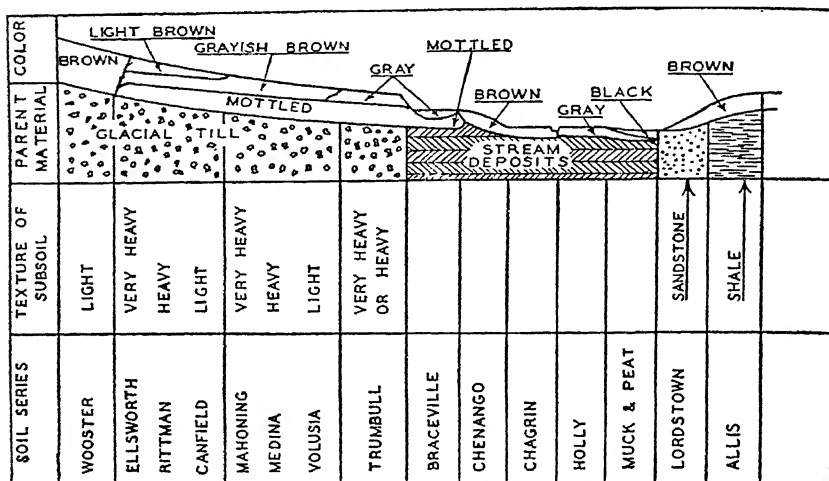 COLOR
LIGHT BROWN
GRAYISH BROWN
MOTTLED
BROWN
GRAY
BROWN
BLACK
GRAY
BROWN
MOTTLED
PARENT
MATERIAL
GLACIAL TILL
STREAM
DEPOSITS
TEXTURE OF
SUBSOIL
LIGHT
VERY HEAVY
HEAVY
LIGHT
VERY HEAVY
HEAVY
LIGHT
VERY HEAVY
OR HEAVY
SANDSTONE
SHALE
SOIL SERIES
WOOSTER
ELLSWORTH
RITTMAN
CANFIELD
MAHONING
MEDINA
VOLUSIA
TRUMBULL
BRACEVILLE
CHENANGO
CHAGRIN
HOLLY
MUCK & PEAT
LORDSTOWN
ALLIS